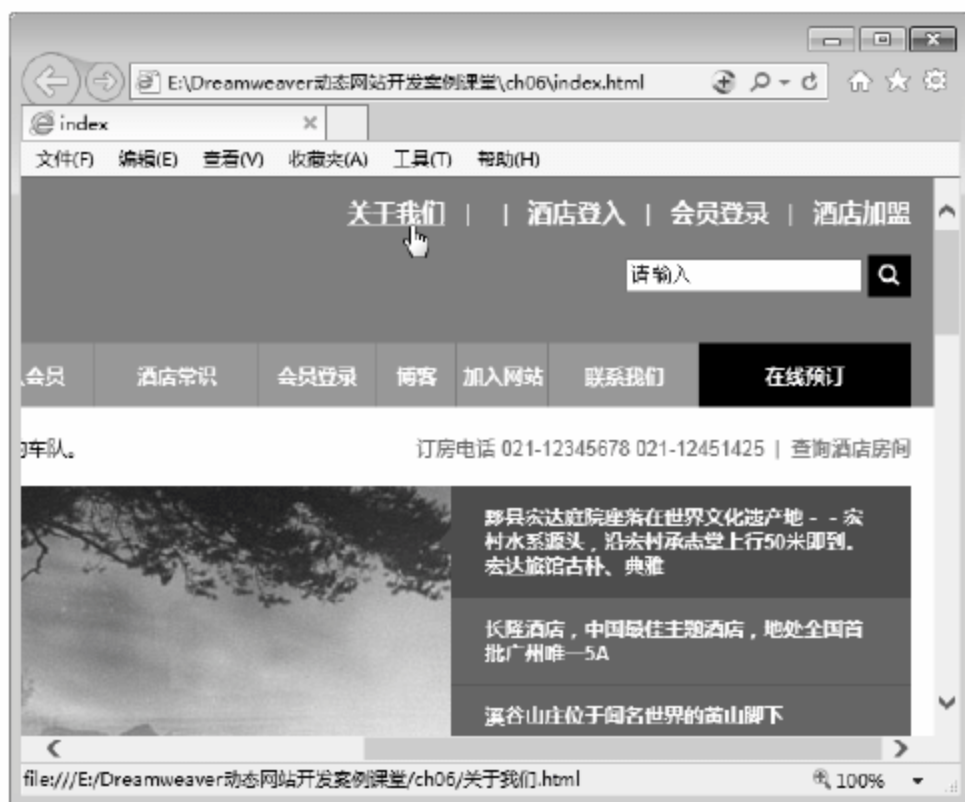 E:\Dreamweaver动态网站开发案例课堂\ch06\index.html
index
文件(F) 编辑(E) 查看(V) 收藏夹(A) 工具(T) 帮助(H)
关于我们 | | 酒店登入 | 会员登录 | 酒店加盟
请输入
会员 酒店常识 会员登录 博客 加入网站 联系我们 在线预订
车队。 订房电话 021-12345678 021-12451425 | 查询酒店房间
黟县宏达庭院座落在世界文化遗产地 - - 宏
村水系源头，沿宏村承志堂上行50米即到。
宏达旅馆古朴、典雅
长隆酒店，中国最佳主题酒店，地处全国首
批广州唯一5A
溪谷山庄位于闻名世界的黄山脚下
file:///E:/Dreamweaver动态网站开发案例课堂/ch06/关于我们.html 100%